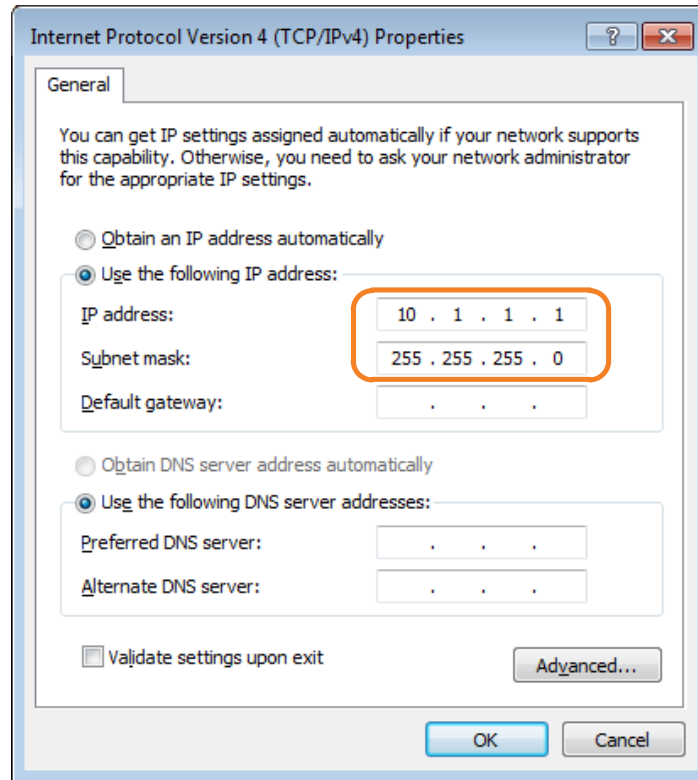 Internet Protocol Version 4 (TCP/IPv4) Properties
?
General
You can get IP settings assigned automatically if your network supports
this capability. Otherwise, you need to ask your network administrator
for the appropriate IP settings.
Obtain an IP address automatically
Use the following IP address:
IP address: 10 . 1 . 1 . 1
Subnet mask: 255 . 255 . 255 . 0
Default gateway: . . .
Obtain DNS server address automatically
Use the following DNS server addresses:
Preferred DNS server: . . .
Alternate DNS server: . . .
Validate settings upon exit
Advanced...
OK Cancel